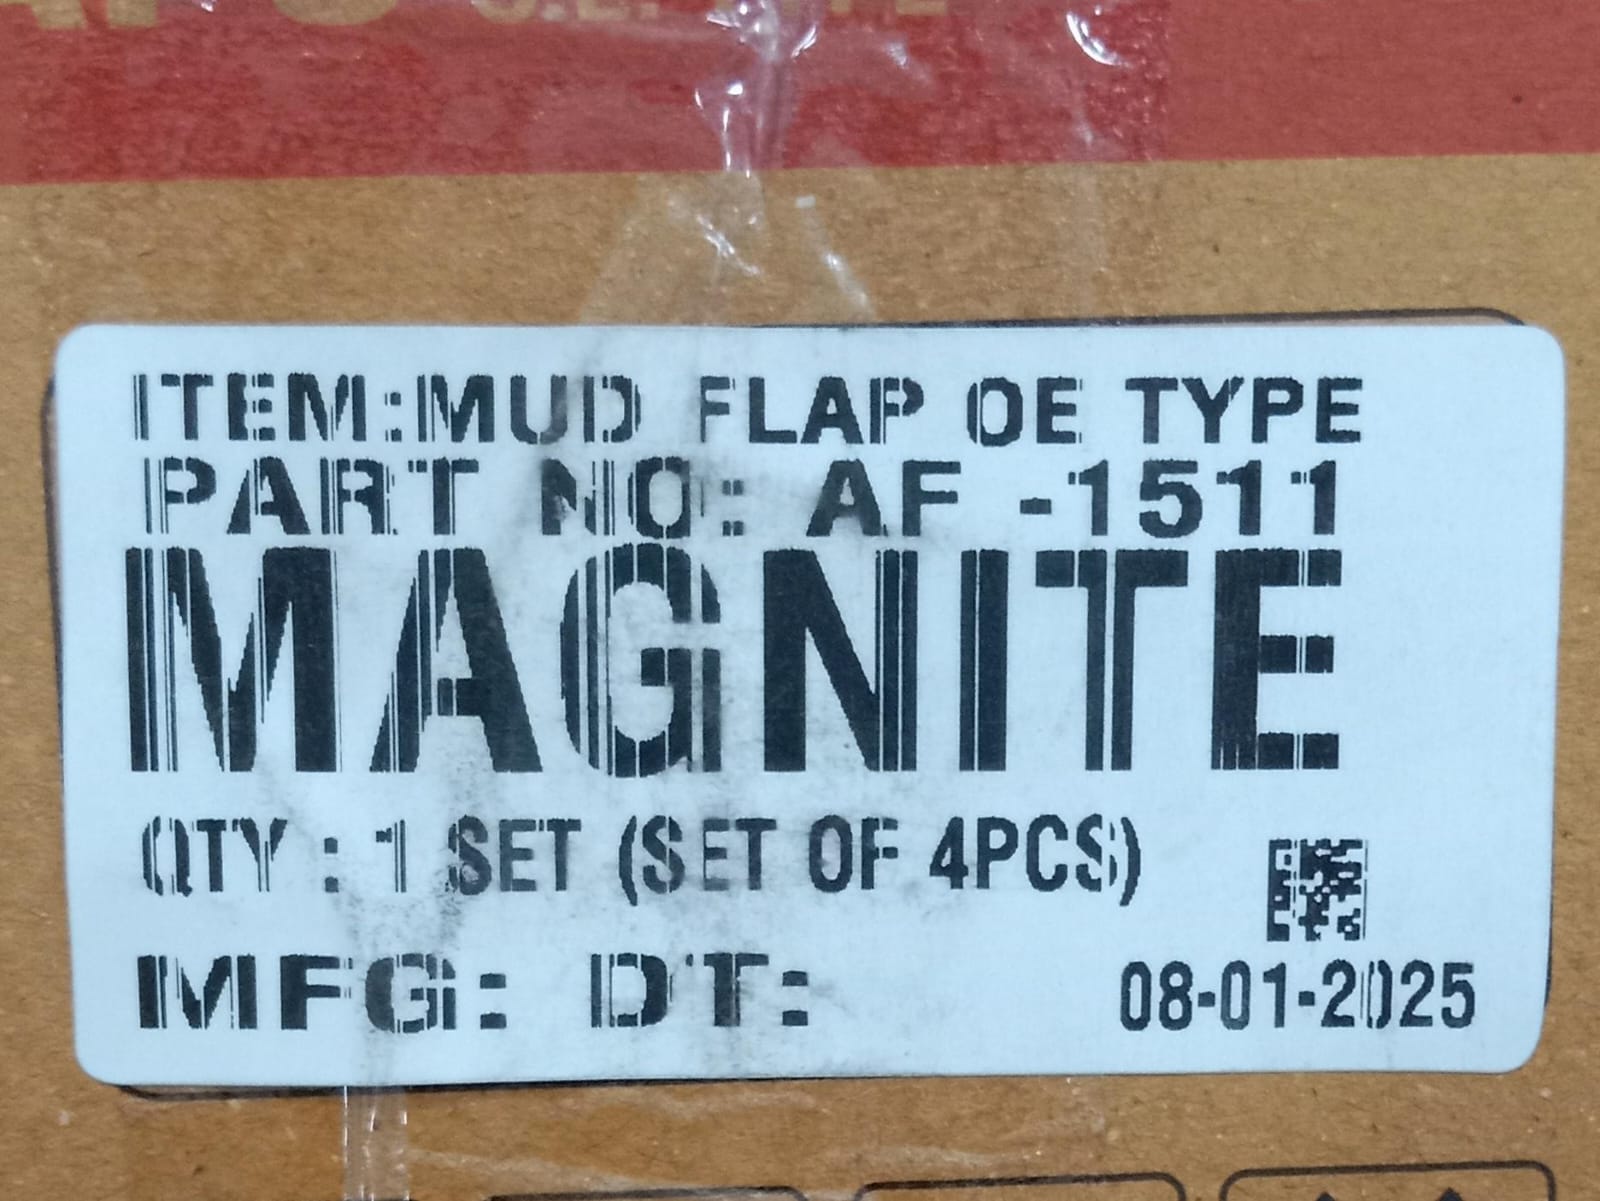 ITEM:MUD FLAP OE TYPE
PART NO: AF -1511
MAGNITE
QTY : 1 SET (SET OF 4PCS)
MFG: DT: 08-01-2025